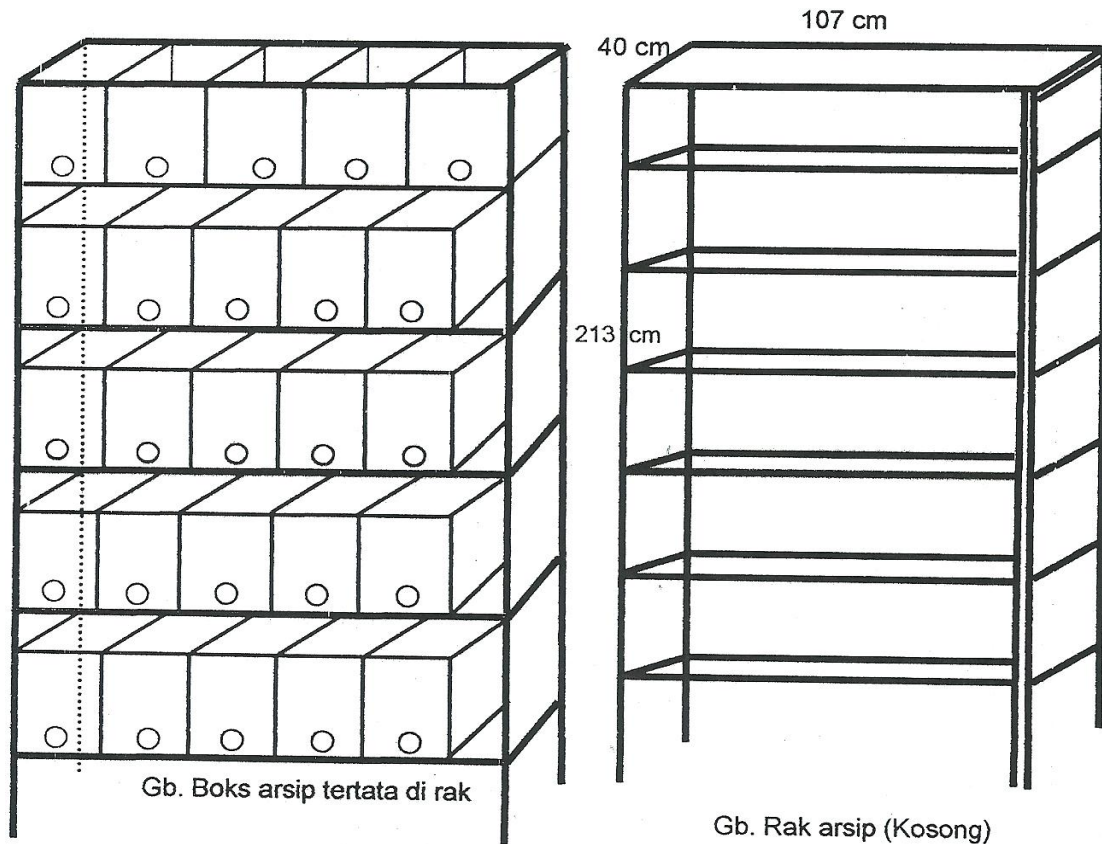 107 cm
40 cm
213 cm
Gb. Boks arsip tertata di rak
Gb. Rak arsip (Kosong)